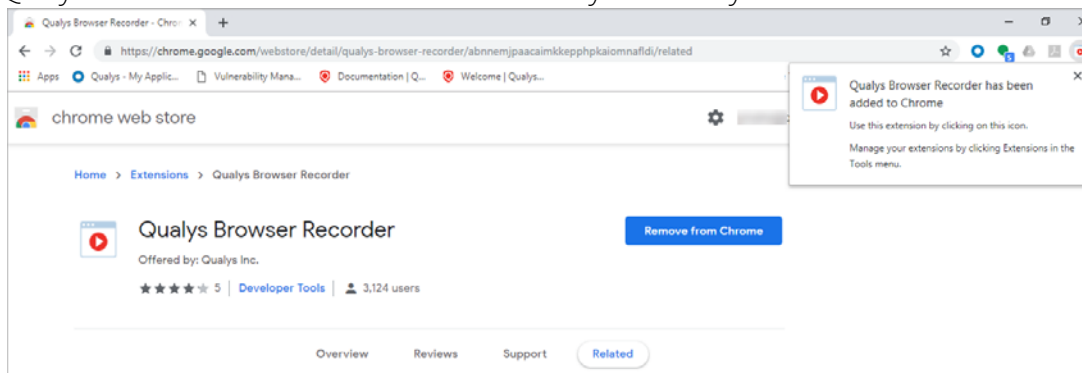 Qualys Browser Recorder - Chror
https://chrome.google.com/webstore/detail/qualys-browser-recorder/abnnemjpaacaimkkepphpkaiomnafldi/related
Apps Qualys - My Applic... Vulnerability Mana... Documentation | Q... Welcome | Qualys...
Qualys Browser Recorder has been
added to Chrome
Use this extension by clicking on this icon.
Manage your extensions by clicking Extensions in the
Tools menu.
chrome web store
Home > Extensions > Qualys Browser Recorder
Qualys Browser Recorder
Remove from Chrome
Offered by: Qualys Inc.
5 | Developer Tools | 3,124 users
Overview Reviews Support Related